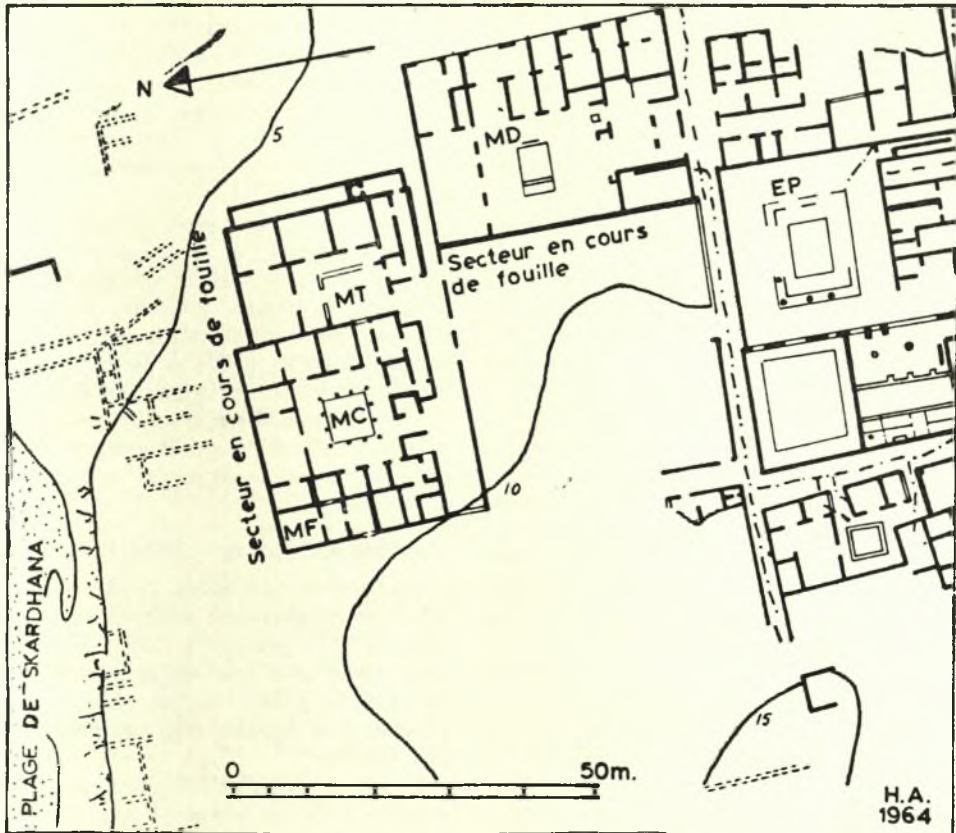 N
5
MD
EP
Secteur en cours
de fouille
MT
MC
MF
Secteur en cours de fouille
10
PLAGE DE SKARDHANA
15
0 50m.
H.A.
1964